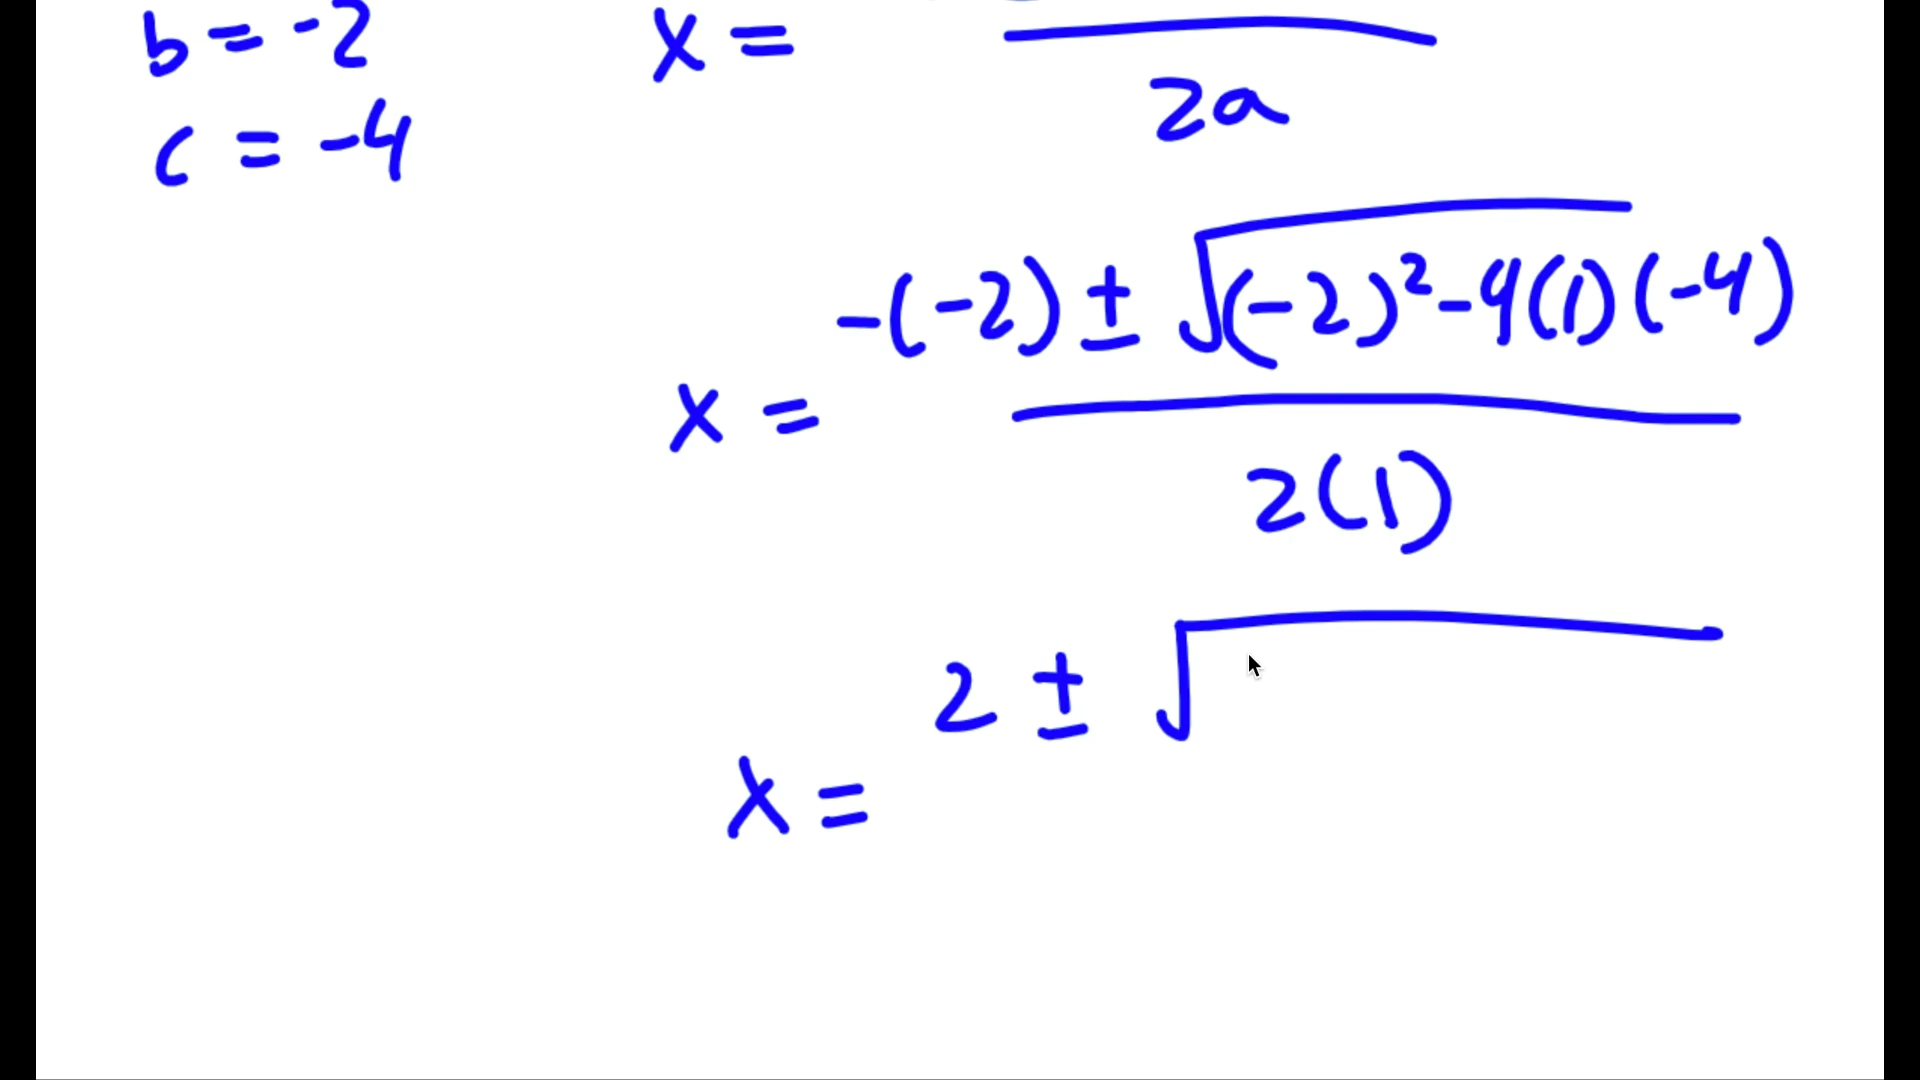 b = -2
x =
2a
c = -4
-(-2) ± √(-2)²-4(1)(-4)
x =
2(1)
2 ± √
x =